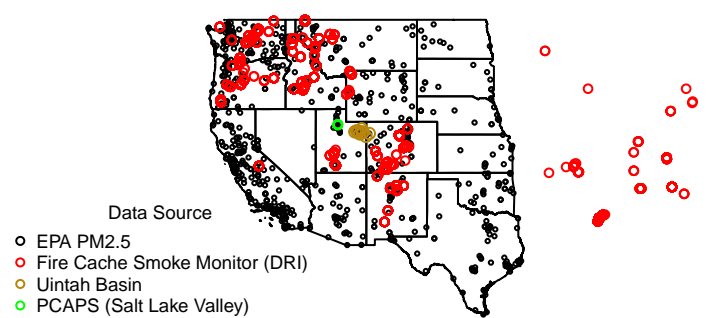 Data Source
EPA PM2.5
Fire Cache Smoke Monitor (DRI)
Uintah Basin
PCAPS (Salt Lake Valley)